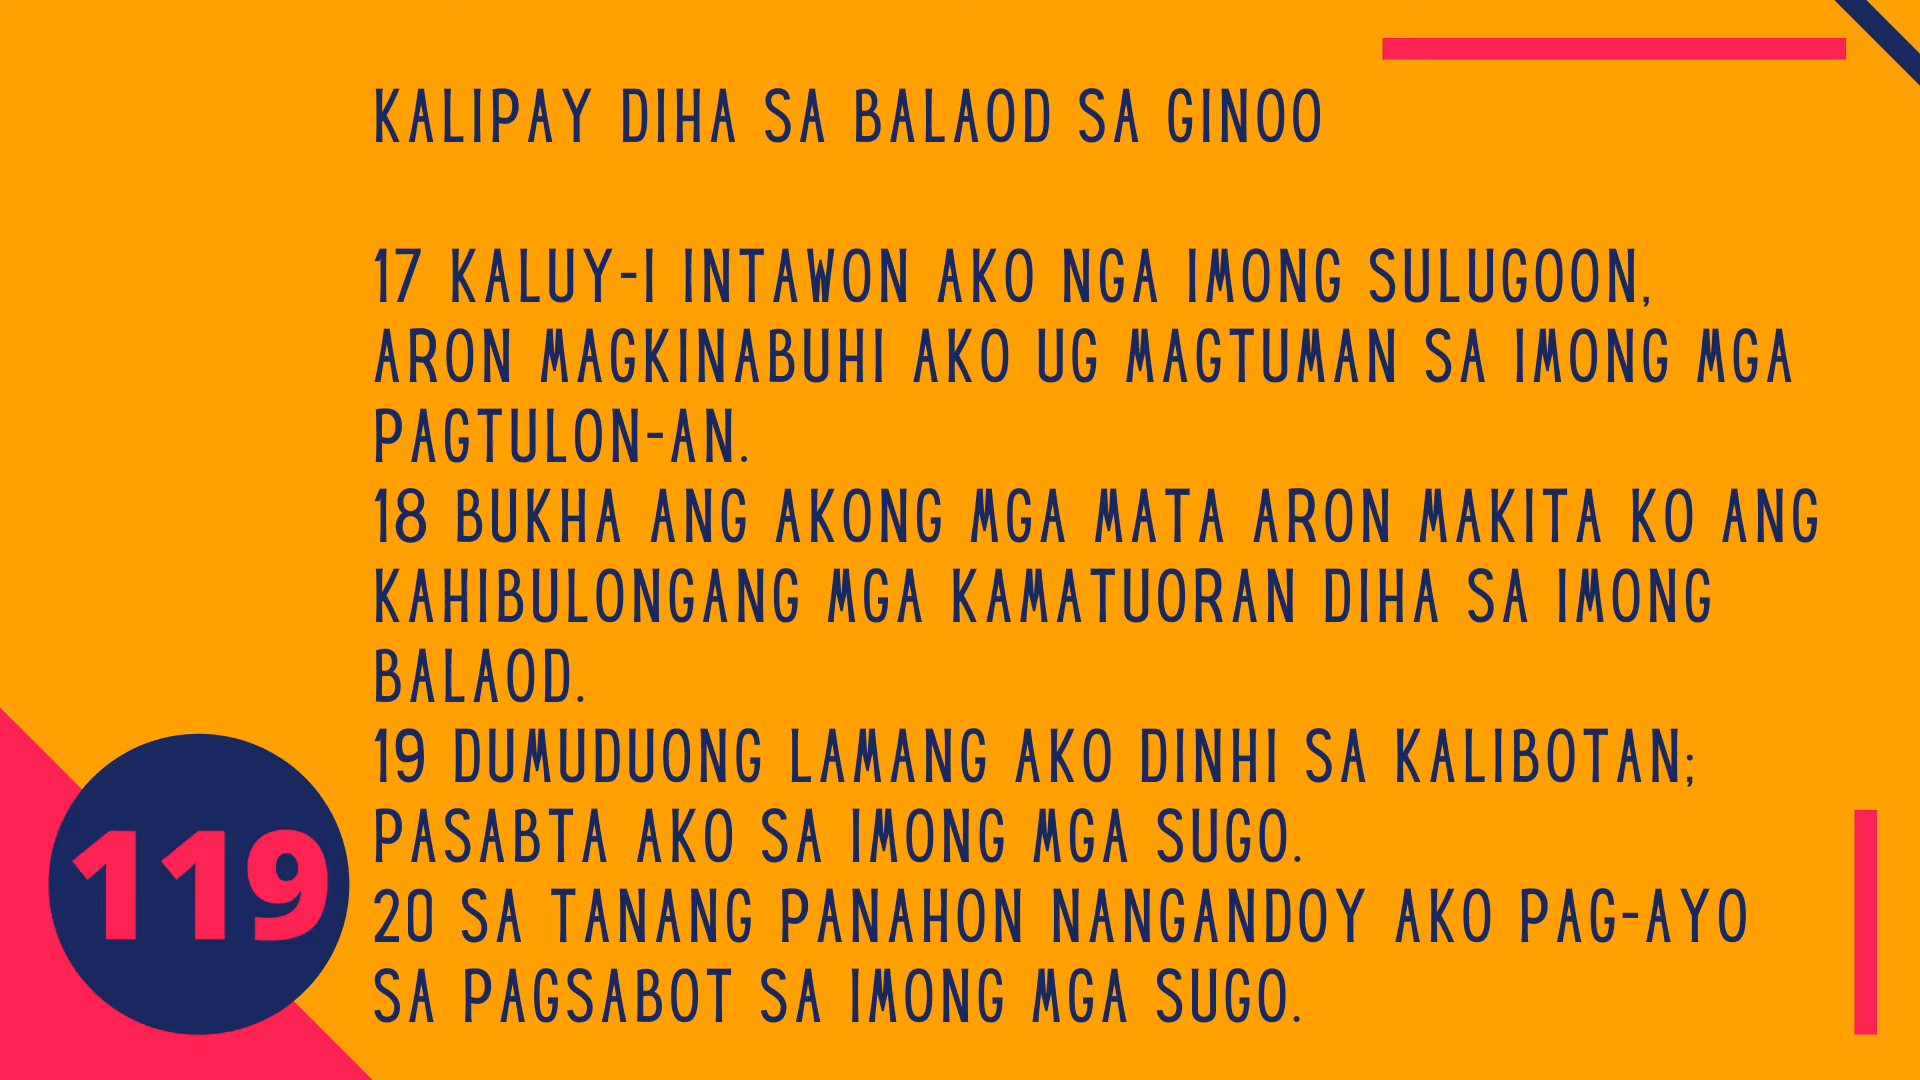 KALIPAY DIHA SA BALAOD SA GINOO
17 KALUY-I INTAWON AKO NGA IMONG SULUGOON,
ARON MAGKINABUHI AKO UG MAGTUMAN SA IMONG MGA
PAGTULON-AN.
18 BUKHA ANG AKONG MGA MATA ARON MAKITA KO ANG
KAHIBULONGANG MGA KAMATUORAN DIHA SA IMONG
BALAOD.
19 DUMUDUONG LAMANG AKO DINHI SA KALIBOTAN;
PASABTA AKO SA IMONG MGA SUGO.
20 SA TANANG PANAHON NANGANDOY AKO PAG-AYO
SA PAGSABOT SA IMONG MGA SUGO.
119